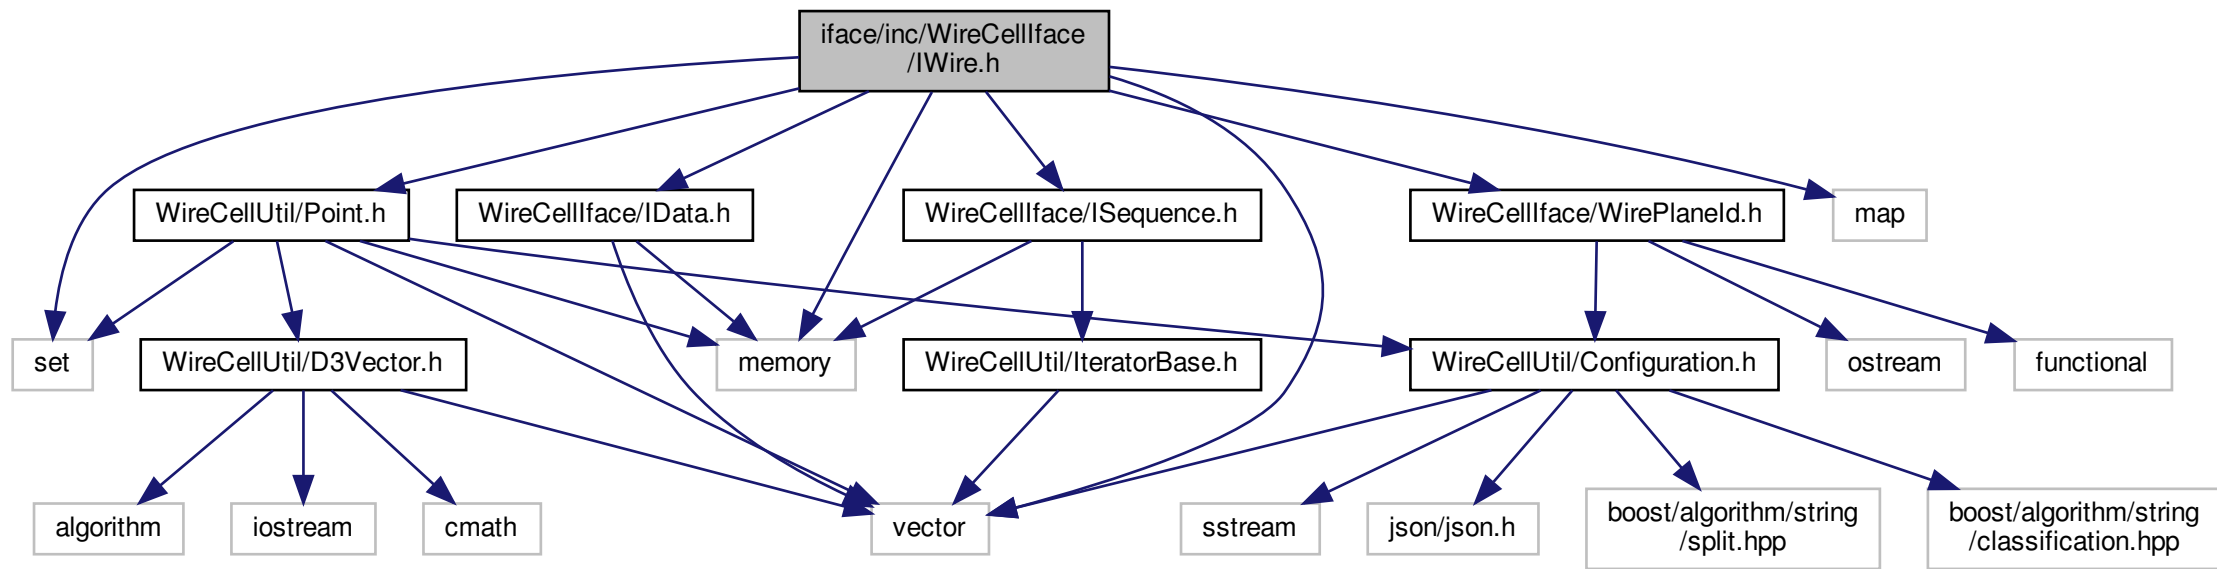 iface/inc/WireCellIface
/IWire.h
WireCellUtil/Point.h
WireCellIface/IData.h
WireCellIface/ISequence.h
WireCellIface/WirePlaneId.h
map
set
WireCellUtil/D3Vector.h
memory
WireCellUtil/IteratorBase.h
WireCellUtil/Configuration.h
ostream
functional
algorithm
iostream
cmath
vector
sstream
json/json.h
boost/algorithm/string
/split.hpp
boost/algorithm/string
/classification.hpp